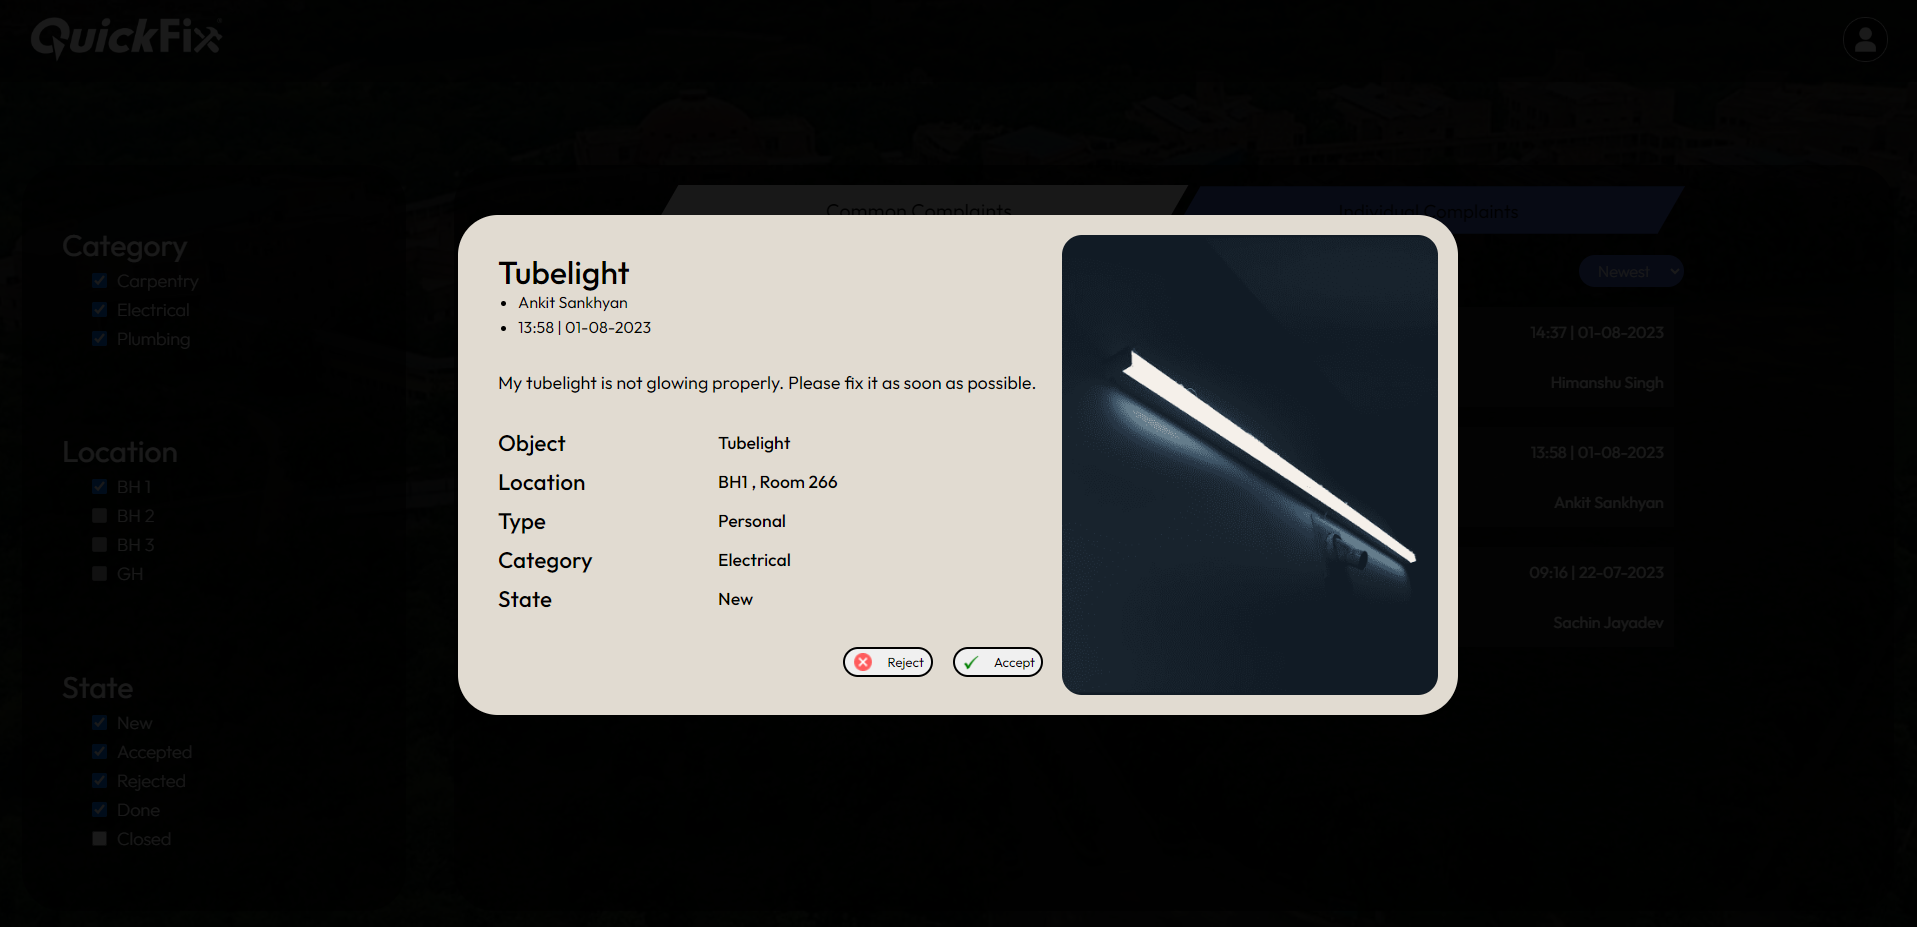 QuickFix
Category
Carpentry
Electrical
Plumbing
Location
BH 1
BH 2
BH 3
GH
State
New
Accepted
Rejected
Done
Closed
Common Complaints
Individual Complaints
Newest
14:37 | 01-08-2023
Himanshu Singh
13:58 | 01-08-2023
Ankit Sankhyan
09:16 | 22-07-2023
Sachin Jayadev
Tubelight
Ankit Sankhyan
13:58 | 01-08-2023
My tubelight is not glowing properly. Please fix it as soon as possible.
Object Tubelight
Location BH1 , Room 266
Type Personal
Category Electrical
State New
Reject Accept